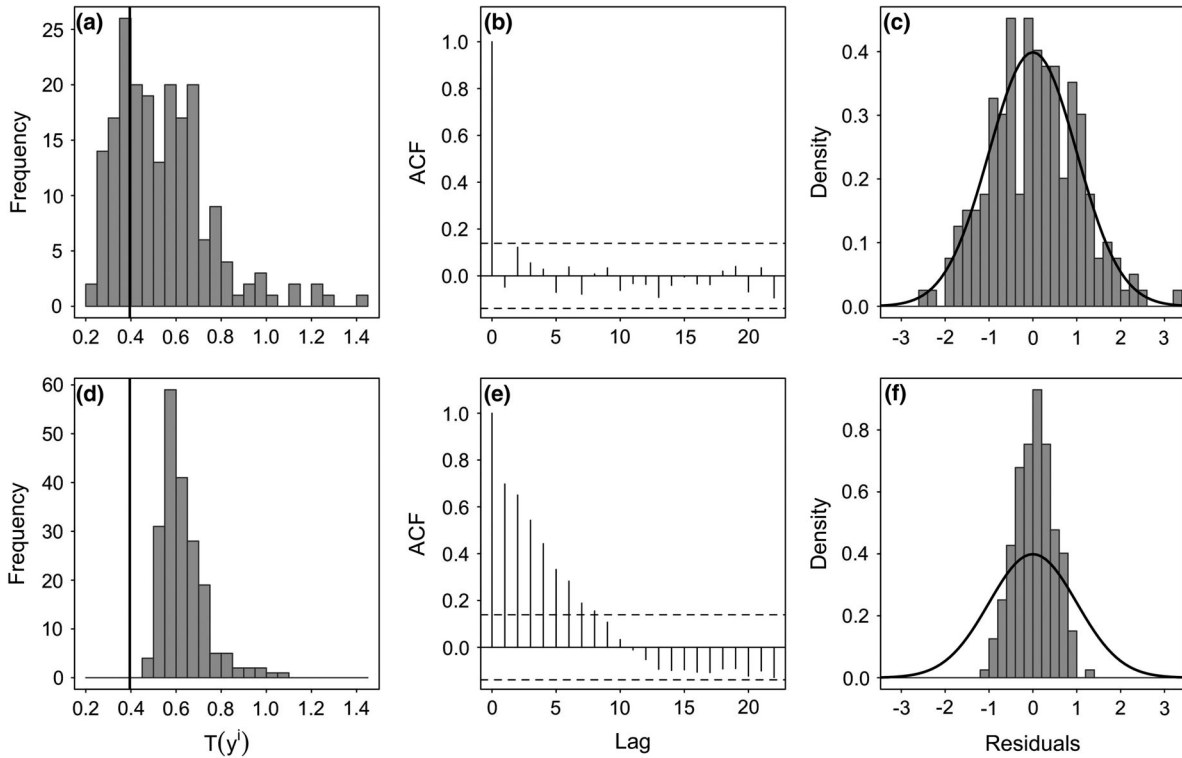 (a)
Frequency
25
20
15
10
5
0
0.2 0.4 0.6 0.8 1.0 1.2 1.4
(b)
ACF
1.0
0.8
0.6
0.4
0.2
0.0
0 5 10 15 20
(c)
Density
0.4
0.3
0.2
0.1
0.0
-3 -2 -1 0 1 2 3
(d)
Frequency
60
50
40
30
20
10
0
0.2 0.4 0.6 0.8 1.0 1.2 1.4
T(yⁱ)
(e)
ACF
1.0
0.8
0.6
0.4
0.2
0.0
0 5 10 15 20
Lag
(f)
Density
0.8
0.6
0.4
0.2
0.0
-3 -2 -1 0 1 2 3
Residuals